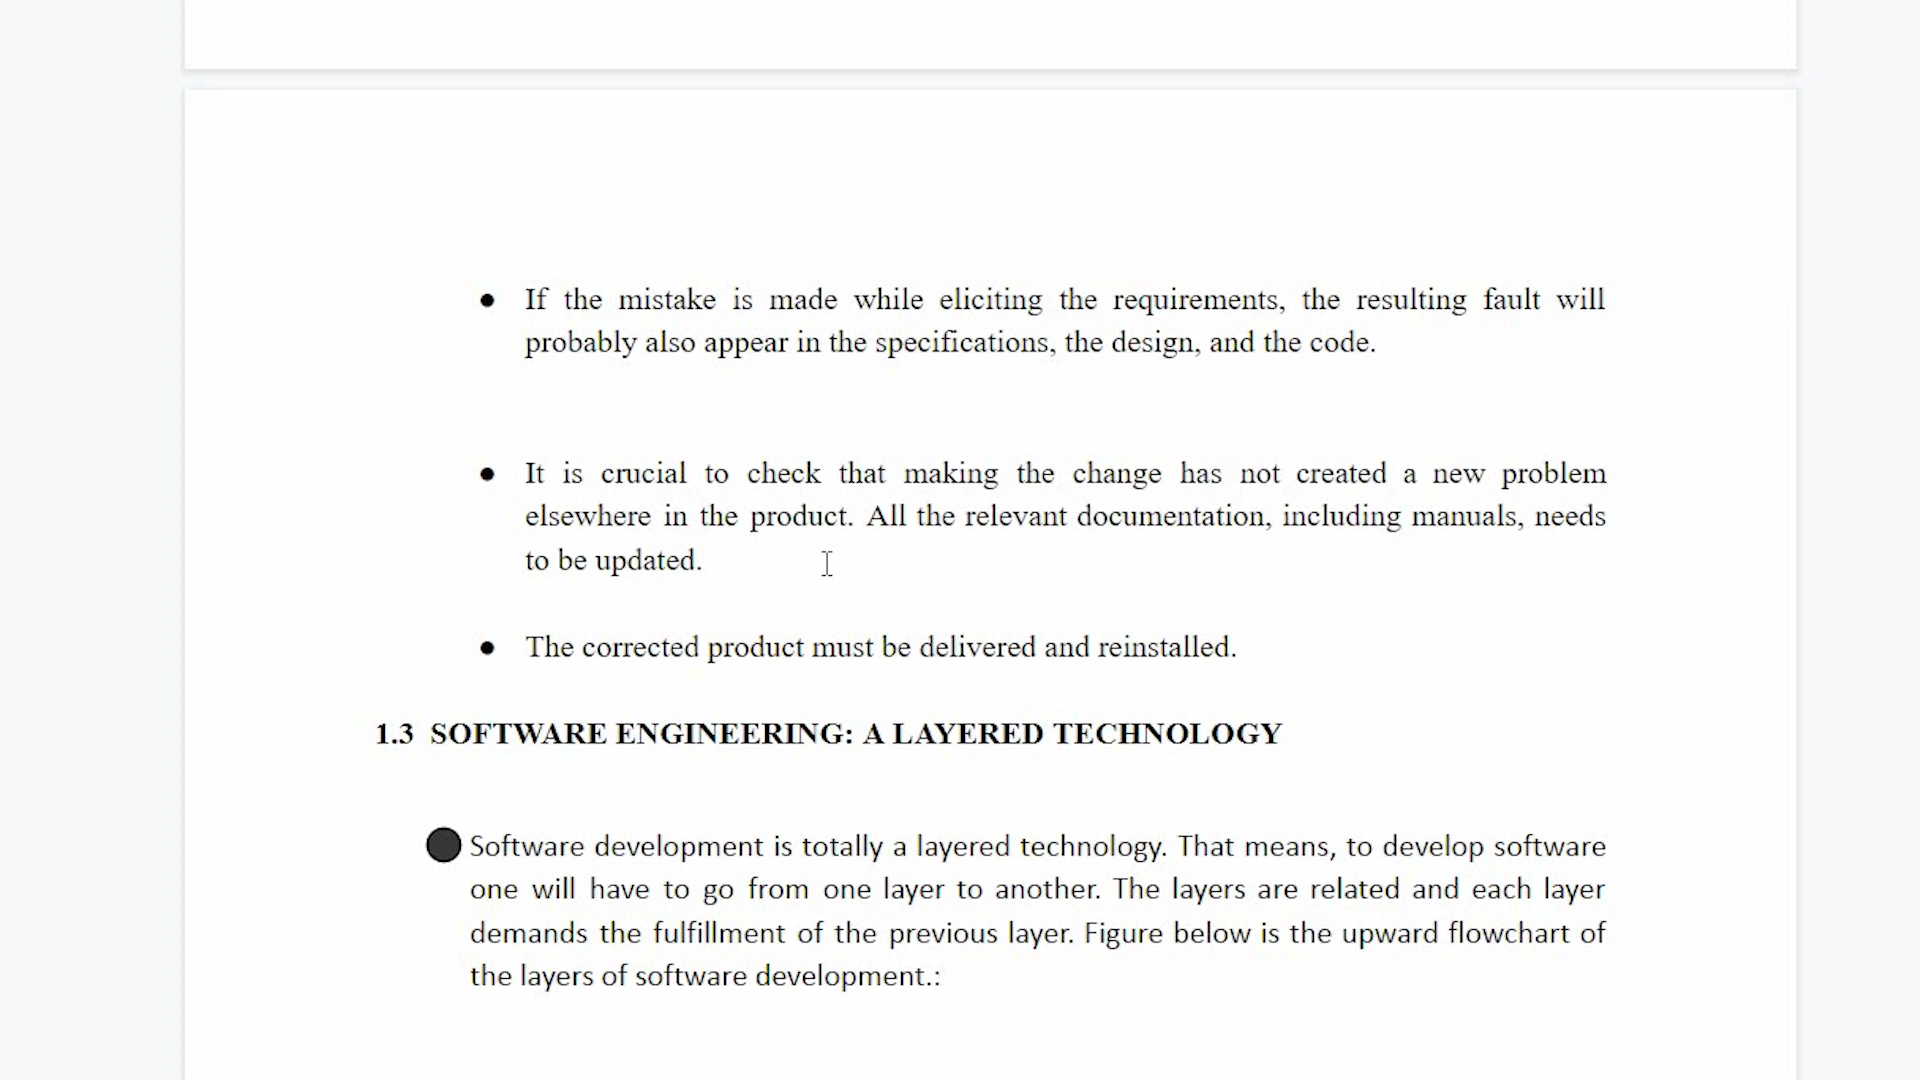 ● If the mistake is made while eliciting the requirements, the resulting fault will
probably also appear in the specifications, the design, and the code.
● It is crucial to check that making the change has not created a new problem
elsewhere in the product. All the relevant documentation, including manuals, needs
to be updated.
● The corrected product must be delivered and reinstalled.
1.3 SOFTWARE ENGINEERING: A LAYERED TECHNOLOGY
● Software development is totally a layered technology. That means, to develop software
one will have to go from one layer to another. The layers are related and each layer
demands the fulfillment of the previous layer. Figure below is the upward flowchart of
the layers of software development.: